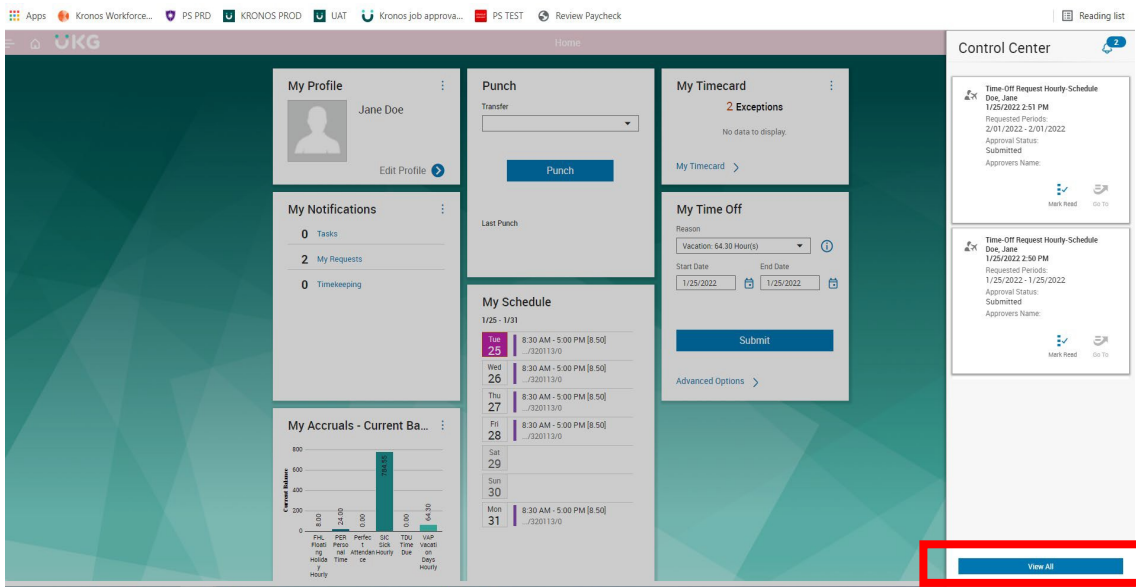 Apps Kronos Workforce... PS PRD KRONOS PROD UAT Kronos job approva... PS TEST Review Paycheck Reading list
UKG Home
My Profile
Jane Doe
Edit Profile
My Notifications
0 Tasks
2 My Requests
0 Timekeeping
My Accruals - Current Ba...
Current Balance
800
600
400
200
0
8.00
24.00
0.00
764.55
0.00
64.30
FHL Floati ng Holida y Hourly
PER Perso nal Time
Perfec t Attendan ce
SIC Sick Hourly
TDU Time Due
VAP Vacati on Days Hourly
Punch
Transfer
Punch
Last Punch
My Schedule
1/25 - 1/31
Tue 25 8:30 AM - 5:00 PM [8.50]
.../320113/0
Wed 26 8:30 AM - 5:00 PM [8.50]
.../320113/0
Thu 27 8:30 AM - 5:00 PM [8.50]
.../320113/0
Fri 28 8:30 AM - 5:00 PM [8.50]
.../320113/0
Sat 29
Sun 30
Mon 31 8:30 AM - 5:00 PM [8.50]
.../320113/0
My Timecard
2 Exceptions
No data to display.
My Timecard
My Time Off
Reason
Vacation: 64.30 Hour(s)
Start Date End Date
1/25/2022 1/25/2022
Submit
Advanced Options
Control Center 2
Time-Off Request Hourly-Schedule
Doe, Jane
1/25/2022 2:51 PM
Requested Periods:
2/01/2022 - 2/01/2022
Approval Status:
Submitted
Approvers Name:
Mark Read Go To
Time-Off Request Hourly-Schedule
Doe, Jane
1/25/2022 2:50 PM
Requested Periods:
1/25/2022 - 1/25/2022
Approval Status:
Submitted
Approvers Name:
Mark Read Go To
View All